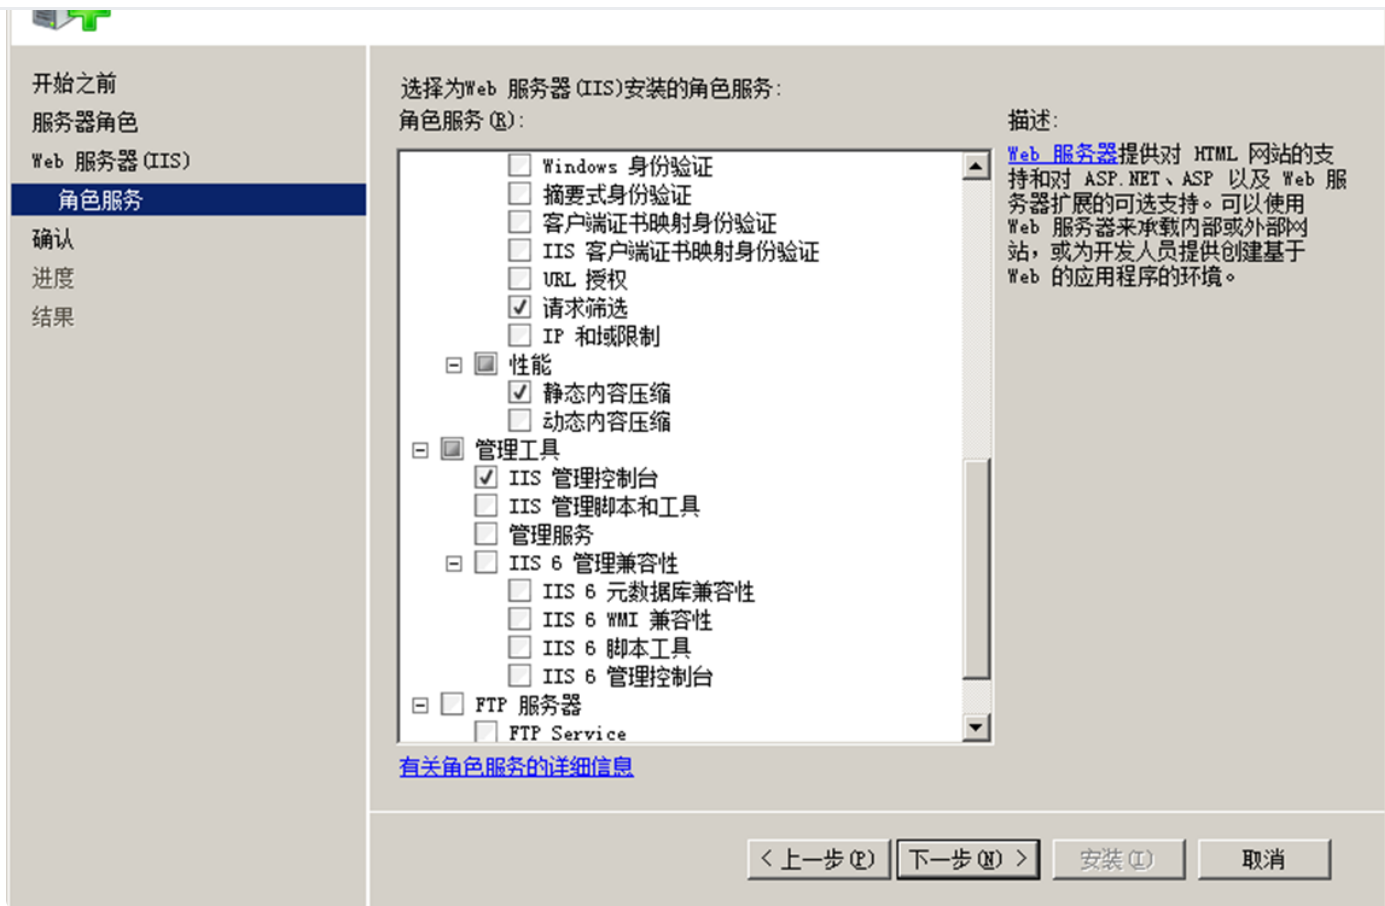 开始之前
服务器角色
Web 服务器(IIS)
角色服务
确认
进度
结果
选择为Web 服务器(IIS)安装的角色服务:
角色服务(R):
Windows 身份验证
摘要式身份验证
客户端证书映射身份验证
IIS 客户端证书映射身份验证
URL 授权
请求筛选
IP 和域限制
性能
静态内容压缩
动态内容压缩
管理工具
IIS 管理控制台
IIS 管理脚本和工具
管理服务
IIS 6 管理兼容性
IIS 6 元数据库兼容性
IIS 6 WMI 兼容性
IIS 6 脚本工具
IIS 6 管理控制台
FTP 服务器
FTP Service
有关角色服务的详细信息
描述:
Web 服务器提供对 HTML 网站的支
持和对 ASP.NET、ASP 以及 Web 服
务器扩展的可选支持。可以使用
Web 服务器来承载内部或外部网
站，或为开发人员提供创建基于
Web 的应用程序的环境。
< 上一步(P)
下一步(N) >
安装(I)
取消